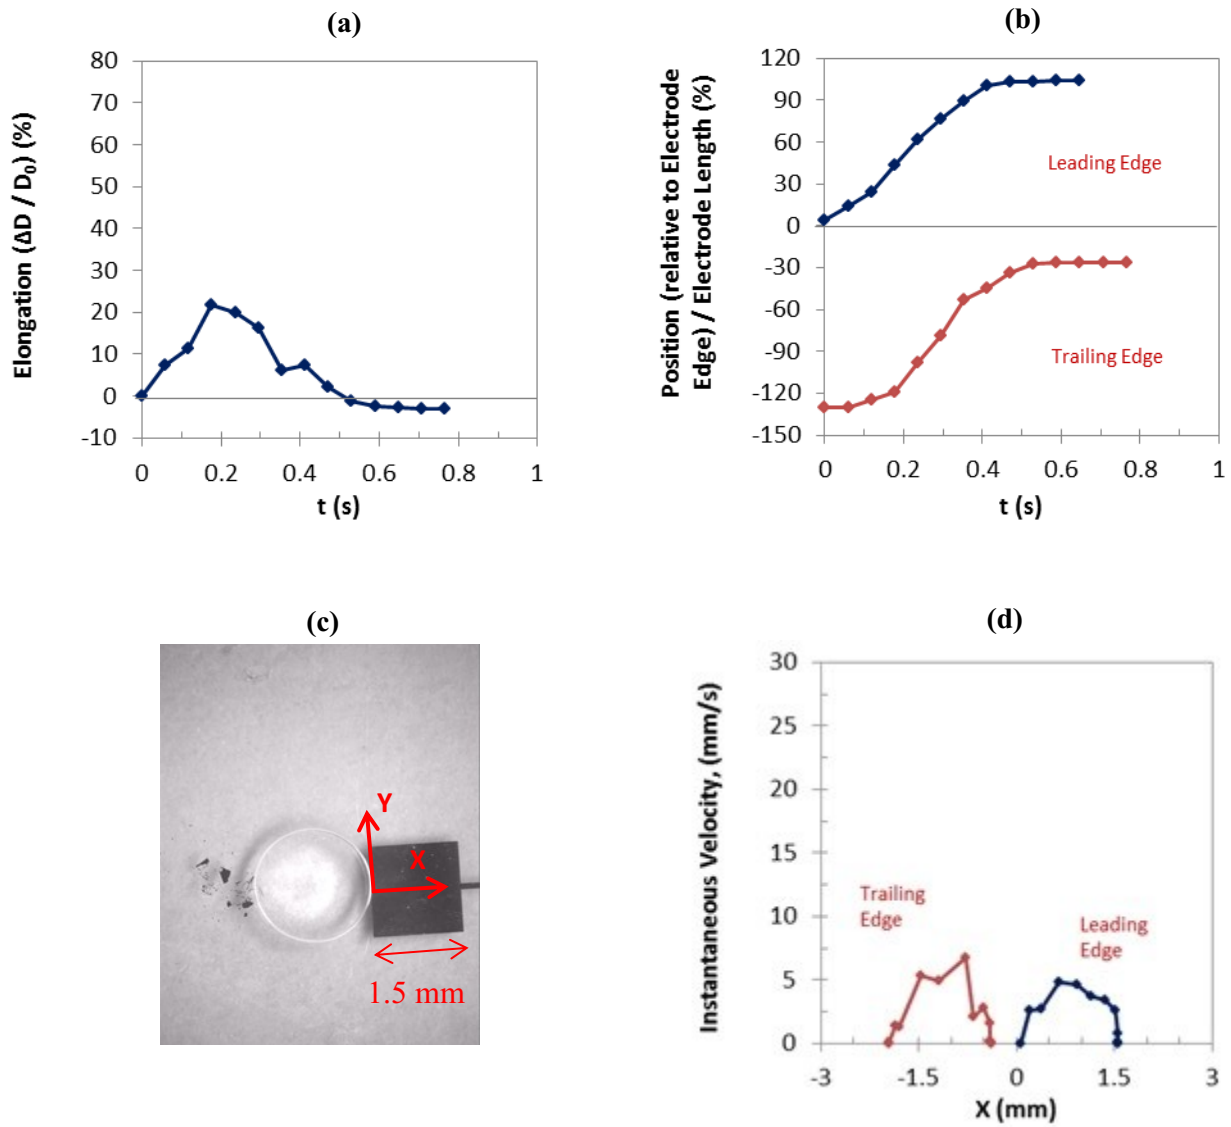 (a)
80
70
60
50
40
30
20
10
0
-10
0 0.2 0.4 0.6 0.8 1
t (s)
Elongation (ΔD / D₀) (%)
(b)
120
90
60
30
0
-30
-60
-90
-120
-150
0 0.2 0.4 0.6 0.8 1
t (s)
Position (relative to Electrode
Edge) / Electrode Length (%)
Leading Edge
Trailing Edge
(c)
Y
X
1.5 mm
(d)
30
25
20
15
10
5
0
-3 -1.5 0 1.5 3
X (mm)
Instantaneous Velocity, (mm/s)
Trailing
Edge
Leading
Edge